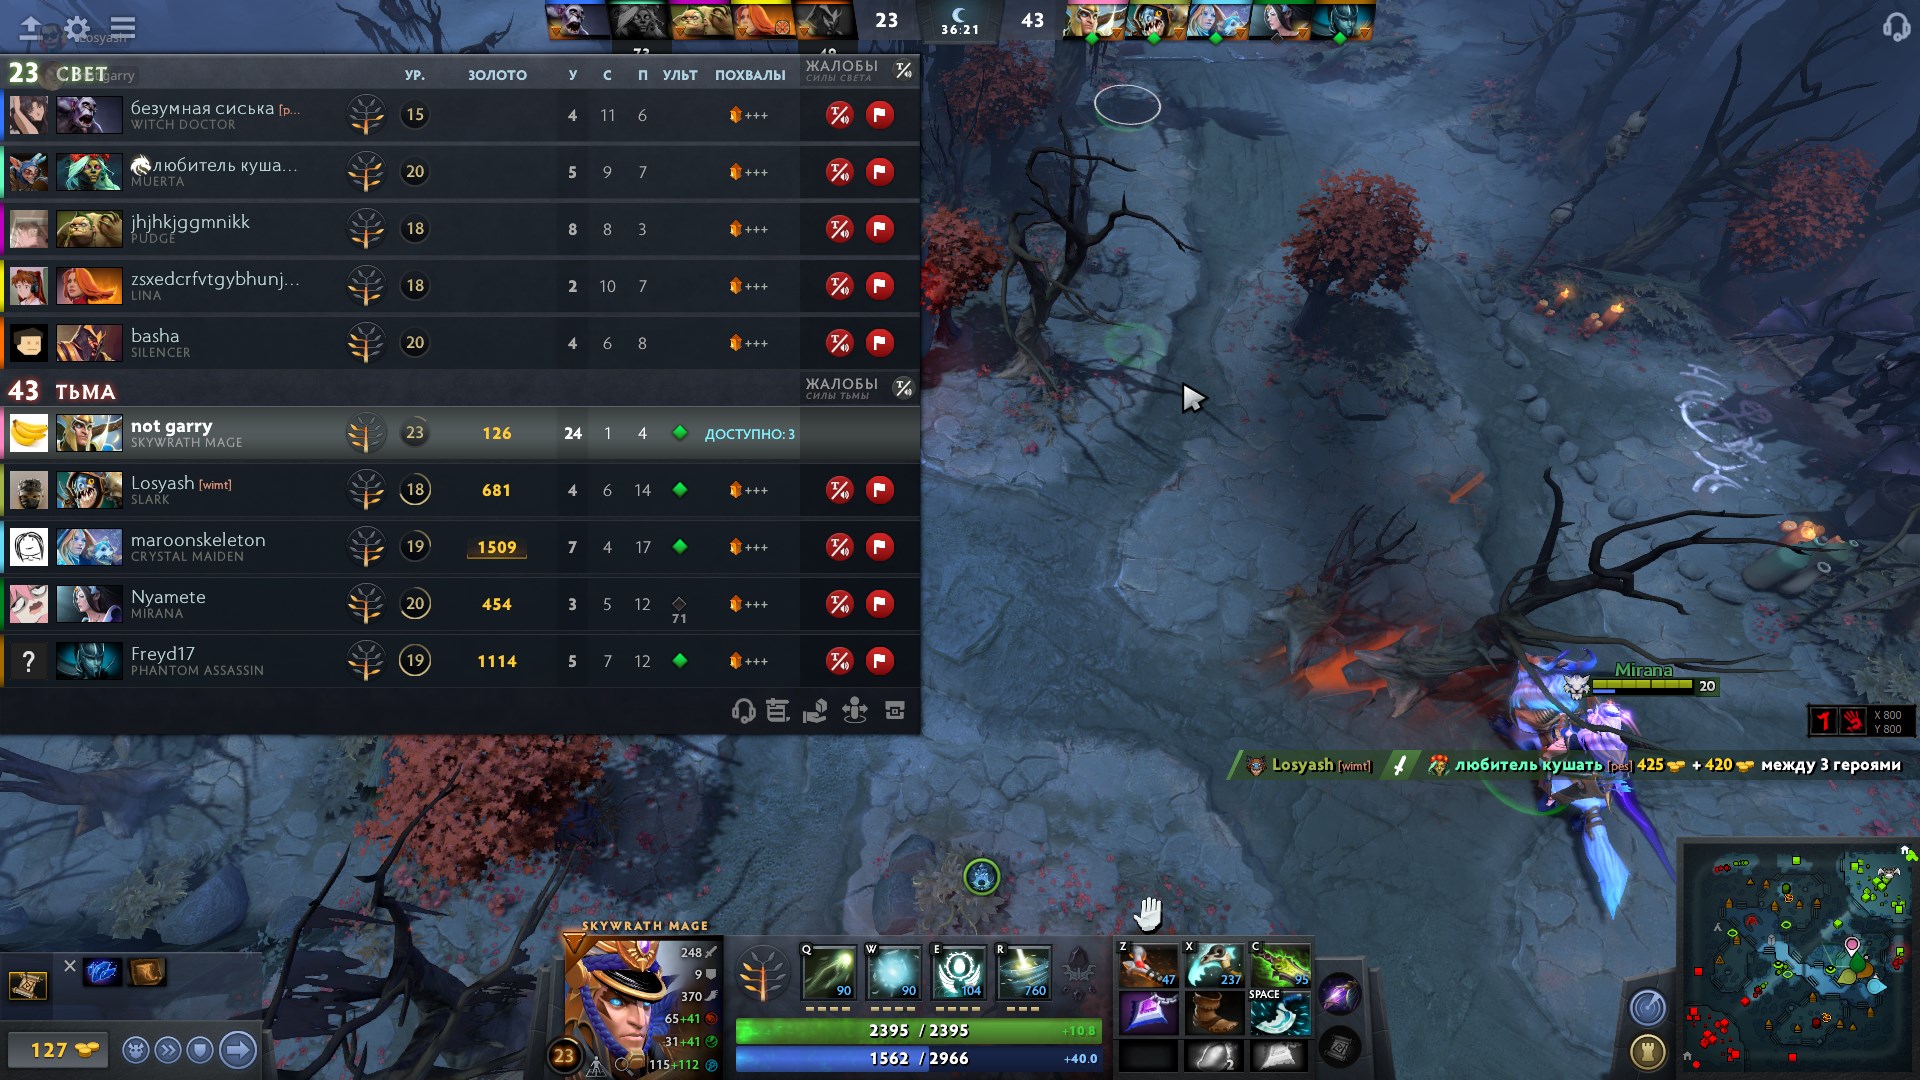 Losyash
23
36:21
43
73
49
23 СВЕТ
garry
УР. ЗОЛОТО У С П УЛЬТ ПОХВАЛЫ ЖАЛОБЫ
СИЛЫ СВЕТА
безумная сиська [p... 15 4 11 6 +++
WITCH DOCTOR
любитель куша... 20 5 9 7 +++
MUERTA
jhjhkjggmnikk 18 8 8 3 +++
PUDGE
zsxedcrfvtgybhunj... 18 2 10 7 +++
LINA
basha 20 4 6 8 +++
SILENCER
43 ТЬМА ЖАЛОБЫ
СИЛЫ ТЬМЫ
not garry 23 126 24 1 4 ДОСТУПНО: 3
SKYWRATH MAGE
Losyash [wimt] 18 681 4 6 14 +++
SLARK
maroonskeleton 19 1509 7 4 17 +++
CRYSTAL MAIDEN
Nyamete 20 454 3 5 12 71 +++
MIRANA
? Freyd17 19 1114 5 7 12 +++
PHANTOM ASSASSIN
Mirana
20
X 800
Y 800
Losyash [wimt] любитель кушать [pes] 425 + 420 между 3 героями
SKYWRATH MAGE
248
9
370
65+41
31+41
115+112
23
Q 90
W 90
E 104
R 760
2395 / 2395 +10.8
1562 / 2966 +40.0
Z 47
X 237
C 95
SPACE
2
127